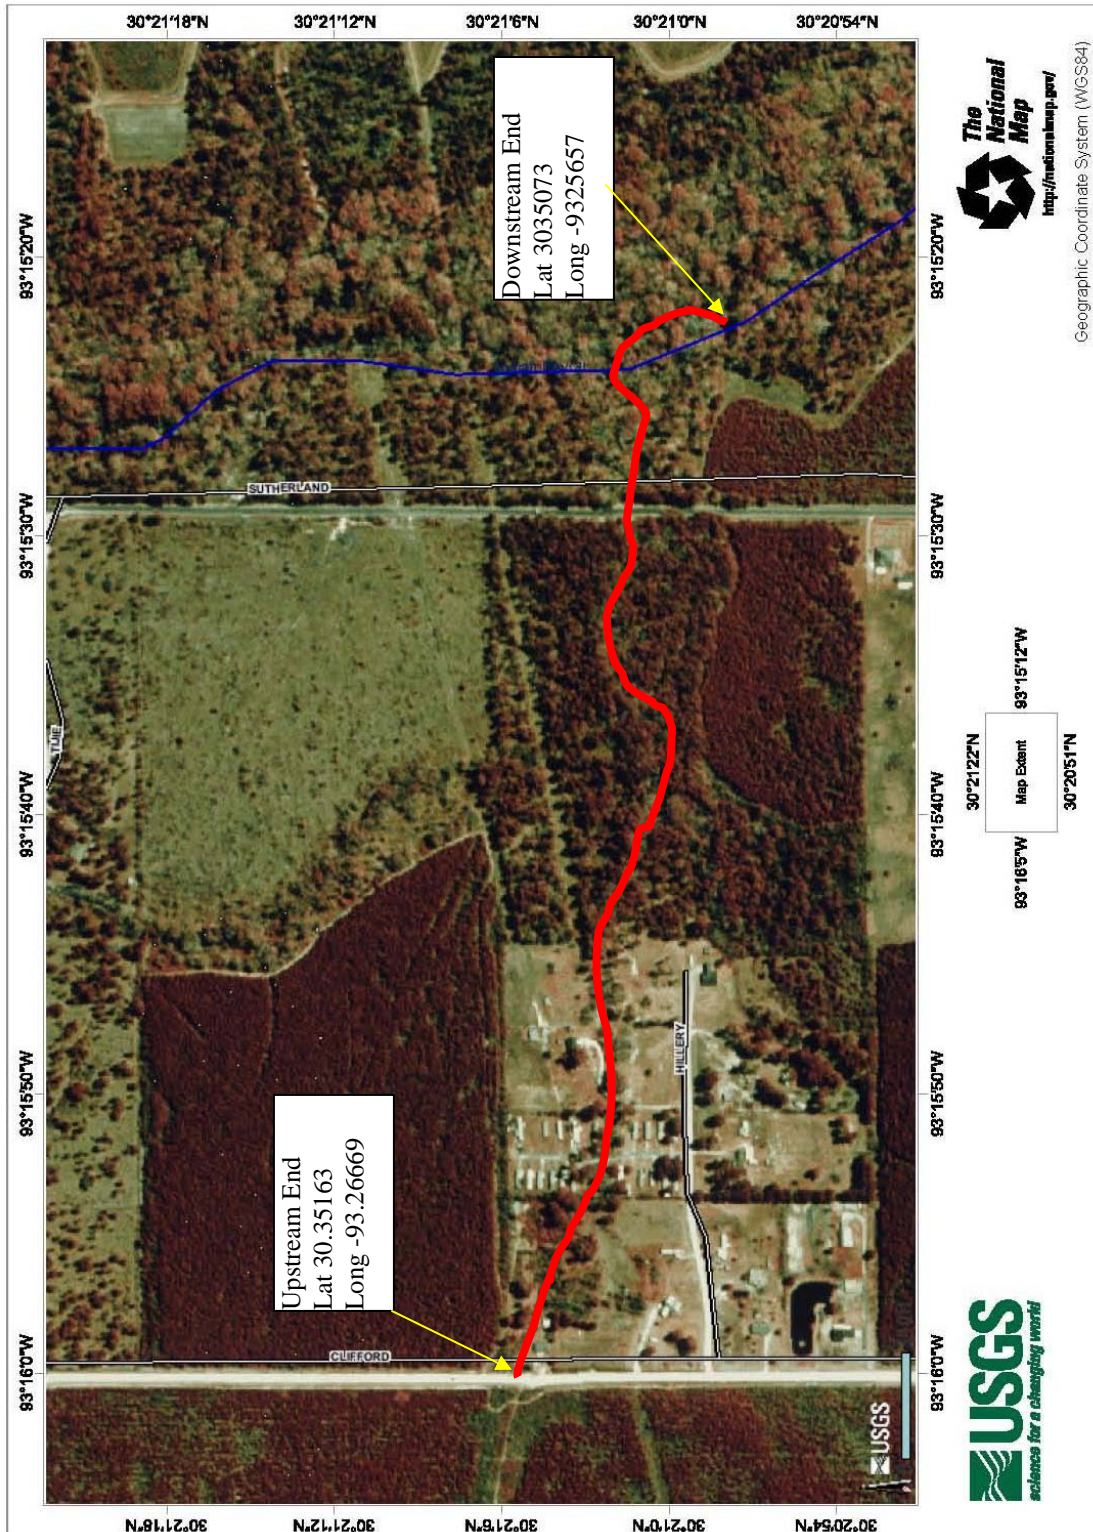 30°21'18"N
30°21'12"N
30°21'6"N
30°21'0"N
30°20'54"N
93°15'20"W
93°15'30"W
93°15'40"W
93°15'50"W
93°16'0"W
Downstream End
Lat 3035073
Long -9325657
Upstream End
Lat 30.35163
Long -93.26669
SUTHERLAND
TIJE
HILLERY
CLIFFORD
USGS
93°15'20"W
93°15'30"W
93°15'40"W
93°15'50"W
93°16'0"W
30°21'18"N
30°21'12"N
30°21'6"N
30°21'0"N
30°20'54"N
The
National
Map
http://nationalmap.gov/
Geographic Coordinate System (WGS84)
30°21'22"N
93°16'5"W
Map Extent
93°15'12"W
30°20'51"N
USGS
science for a changing world